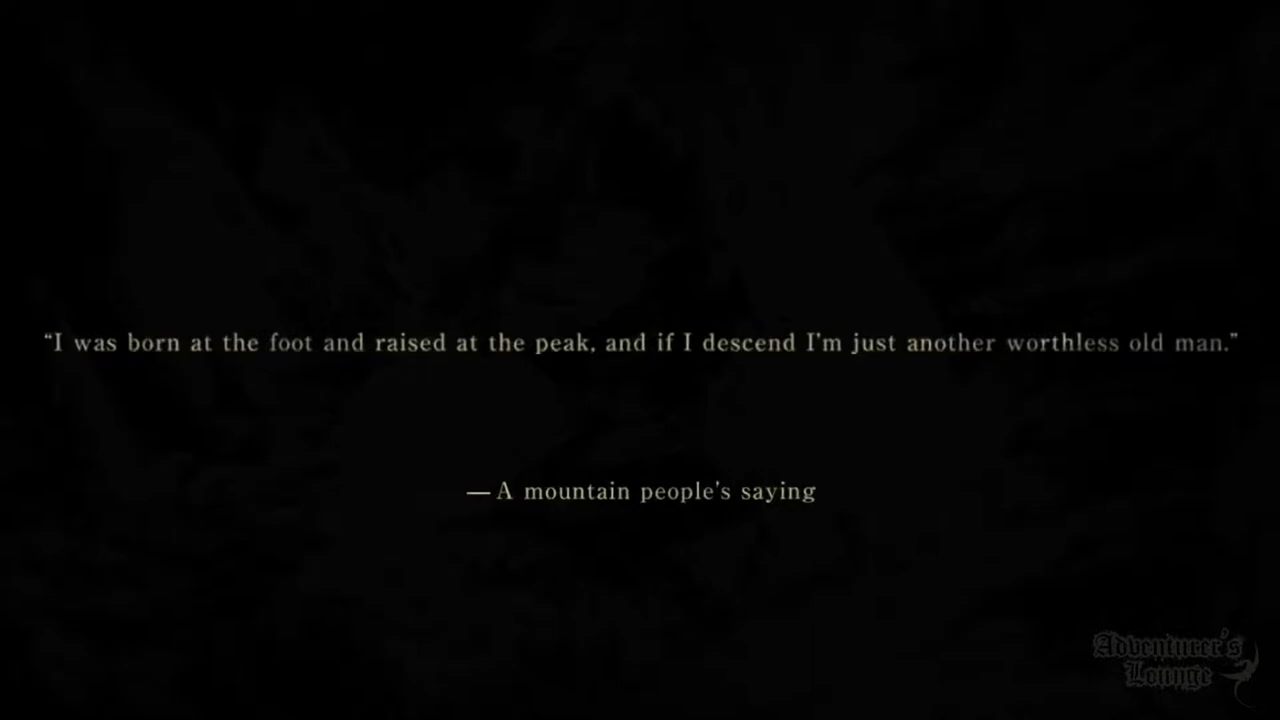 “I was born at the foot and raised at the peak, and if I descend I'm just another worthless old man.”
— A mountain people's saying
Adventurer's
Lounge